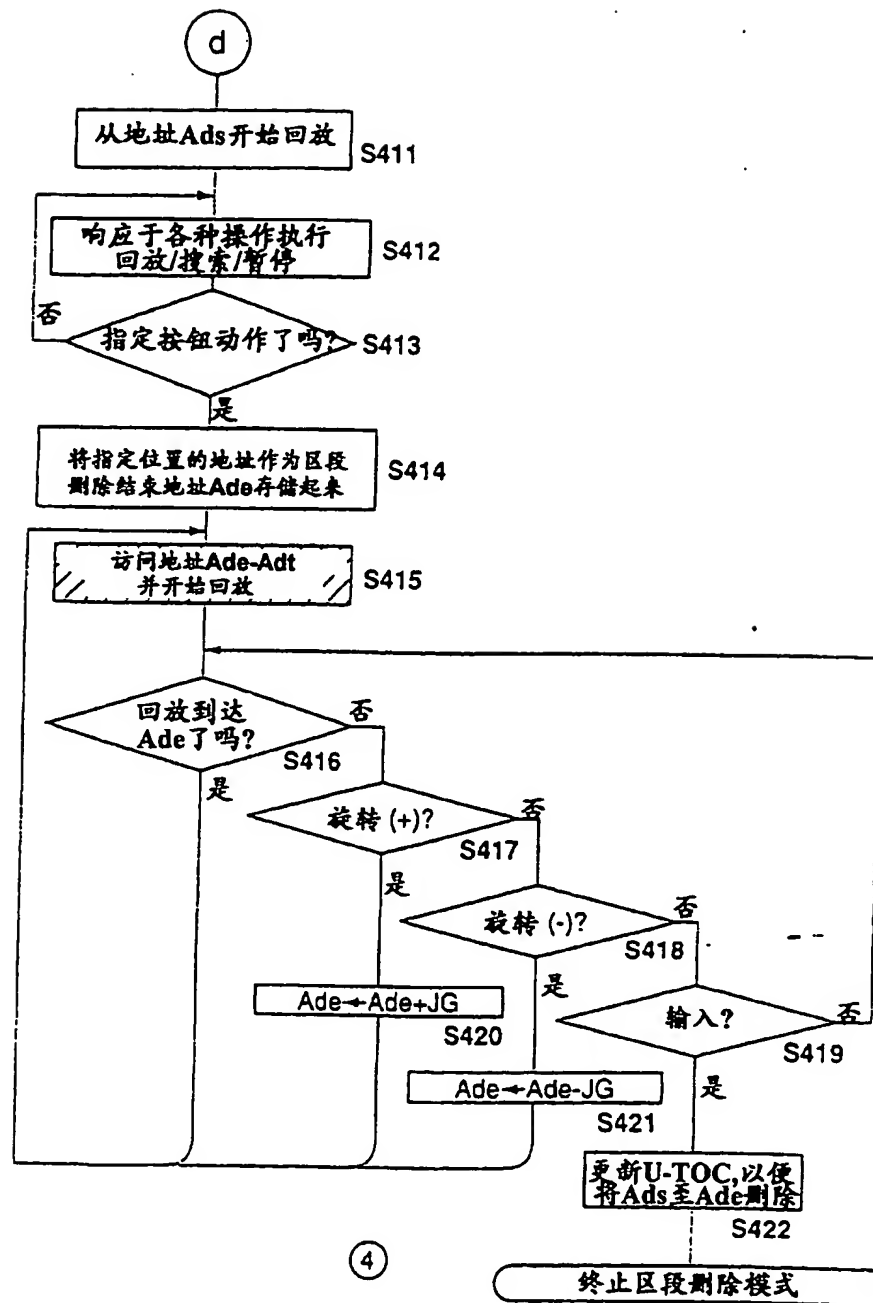 d
从地址Ads开始回放
S411
响应于各种操作执行
回放/搜索/暂停
S412
否
指定按钮动作了吗?
S413
是
将指定位置的地址作为区段
删除结束地址Ade存储起来
S414
访问地址Ade-Adt
并开始回放
S415
回放到达
Ade了吗?
否
S416
是
旋转 (+)?
否
S417
是
旋转 (-)?
否
S418
是
Ade←Ade+JG
S420
输入?
否
S419
是
Ade←Ade-JG
S421
更新U-TOC,以便
将Ads至Ade删除
S422
4
终止区段删除模式